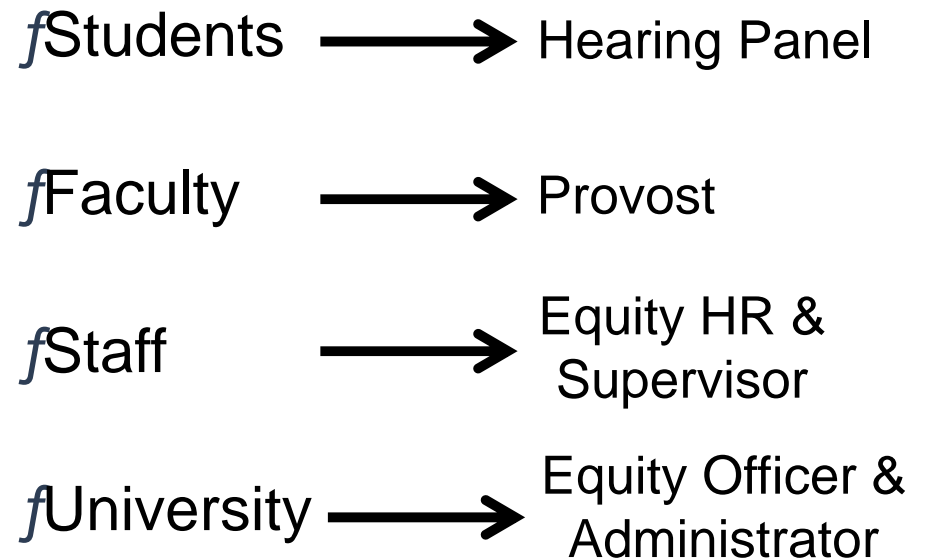 ƒStudents → Hearing Panel
ƒFaculty → Provost
ƒStaff → Equity HR &
Supervisor
ƒUniversity → Equity Officer &
Administrator